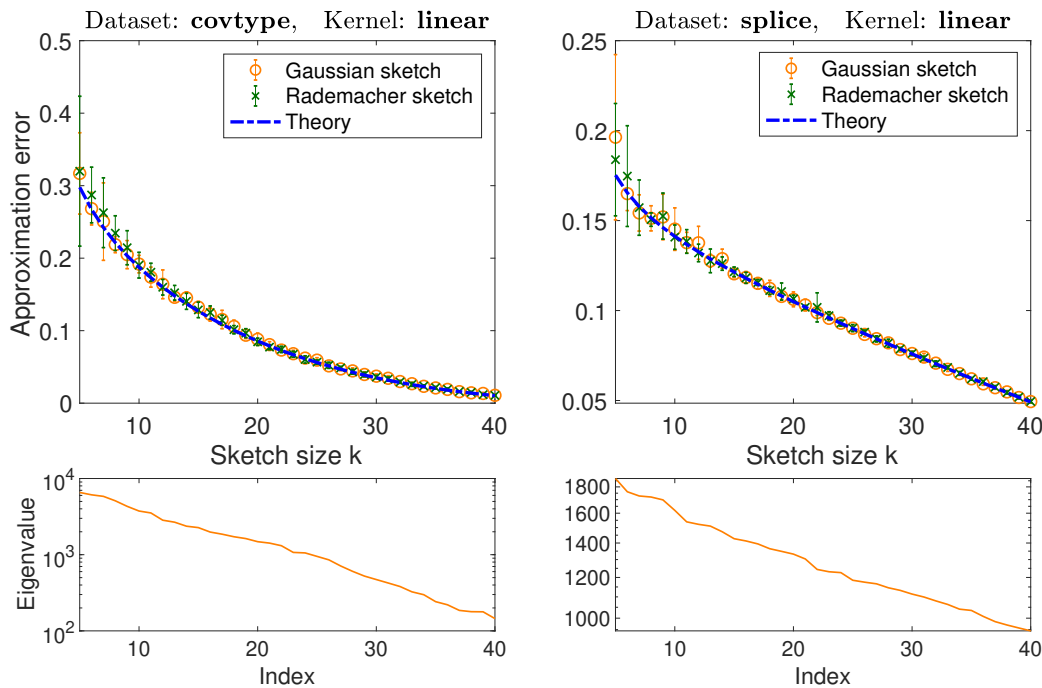 Dataset: covtype, Kernel: linear
0.5
0.4
0.3
0.2
0.1
0
Approximation error
Gaussian sketch
Rademacher sketch
Theory
10 20 30 40
Sketch size k
10^4
10^3
10^2
Eigenvalue
10 20 30 40
Index
Dataset: splice, Kernel: linear
0.25
0.2
0.15
0.1
0.05
Gaussian sketch
Rademacher sketch
Theory
10 20 30 40
Sketch size k
1800
1600
1400
1200
1000
10 20 30 40
Index